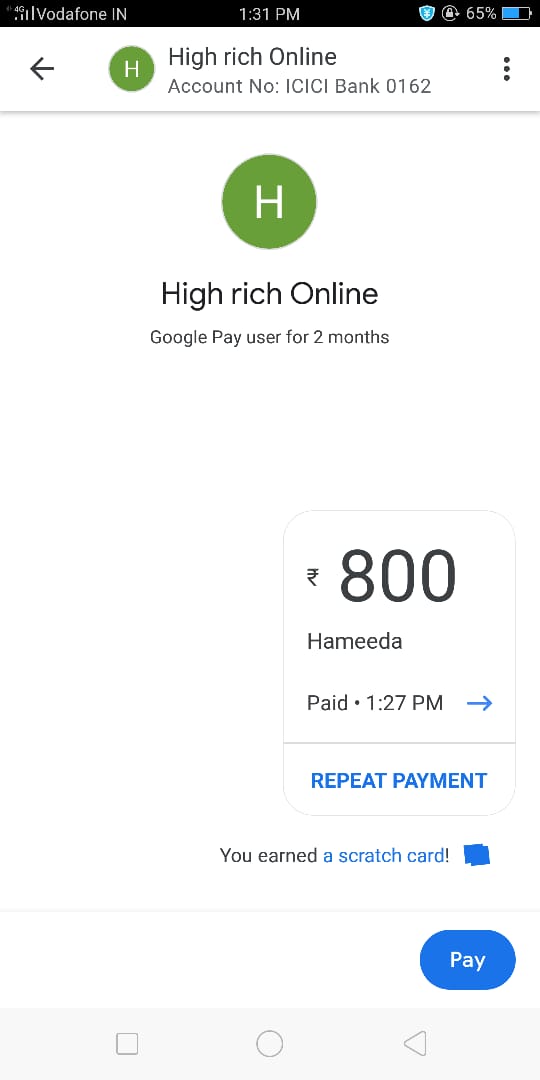 4G Vodafone IN 1:31 PM 65%
High rich Online
Account No: ICICI Bank 0162
H
H
High rich Online
Google Pay user for 2 months
₹ 800
Hameeda
Paid • 1:27 PM
REPEAT PAYMENT
You earned a scratch card!
Pay